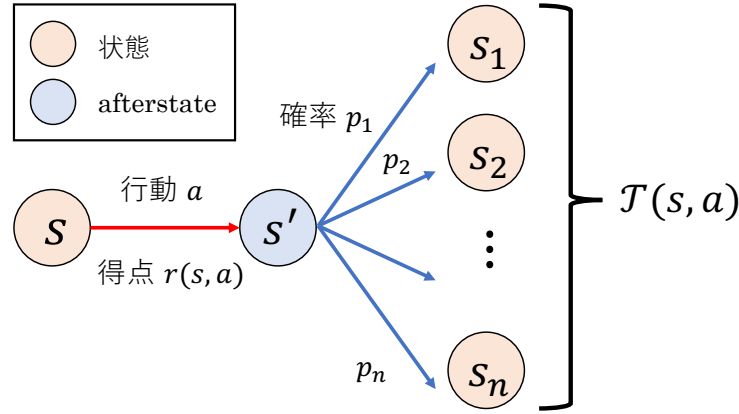 状態
afterstate
s
行動 a
得点 r(s, a)
s′
確率 p₁
p₂
pₙ
s₁
s₂
⋮
sₙ
𝒯(s, a)